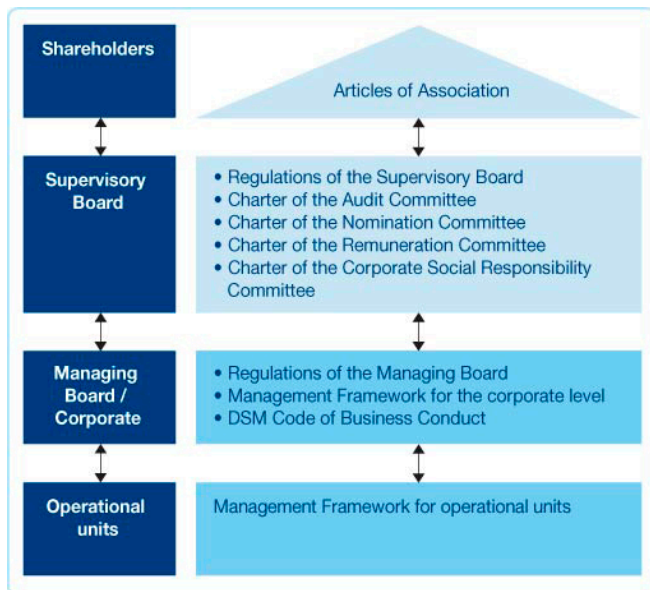 Shareholders
Articles of Association
Supervisory
Board
• Regulations of the Supervisory Board
• Charter of the Audit Committee
• Charter of the Nomination Committee
• Charter of the Remuneration Committee
• Charter of the Corporate Social Responsibility
Committee
Managing
Board /
Corporate
• Regulations of the Managing Board
• Management Framework for the corporate level
• DSM Code of Business Conduct
Operational
units
Management Framework for operational units